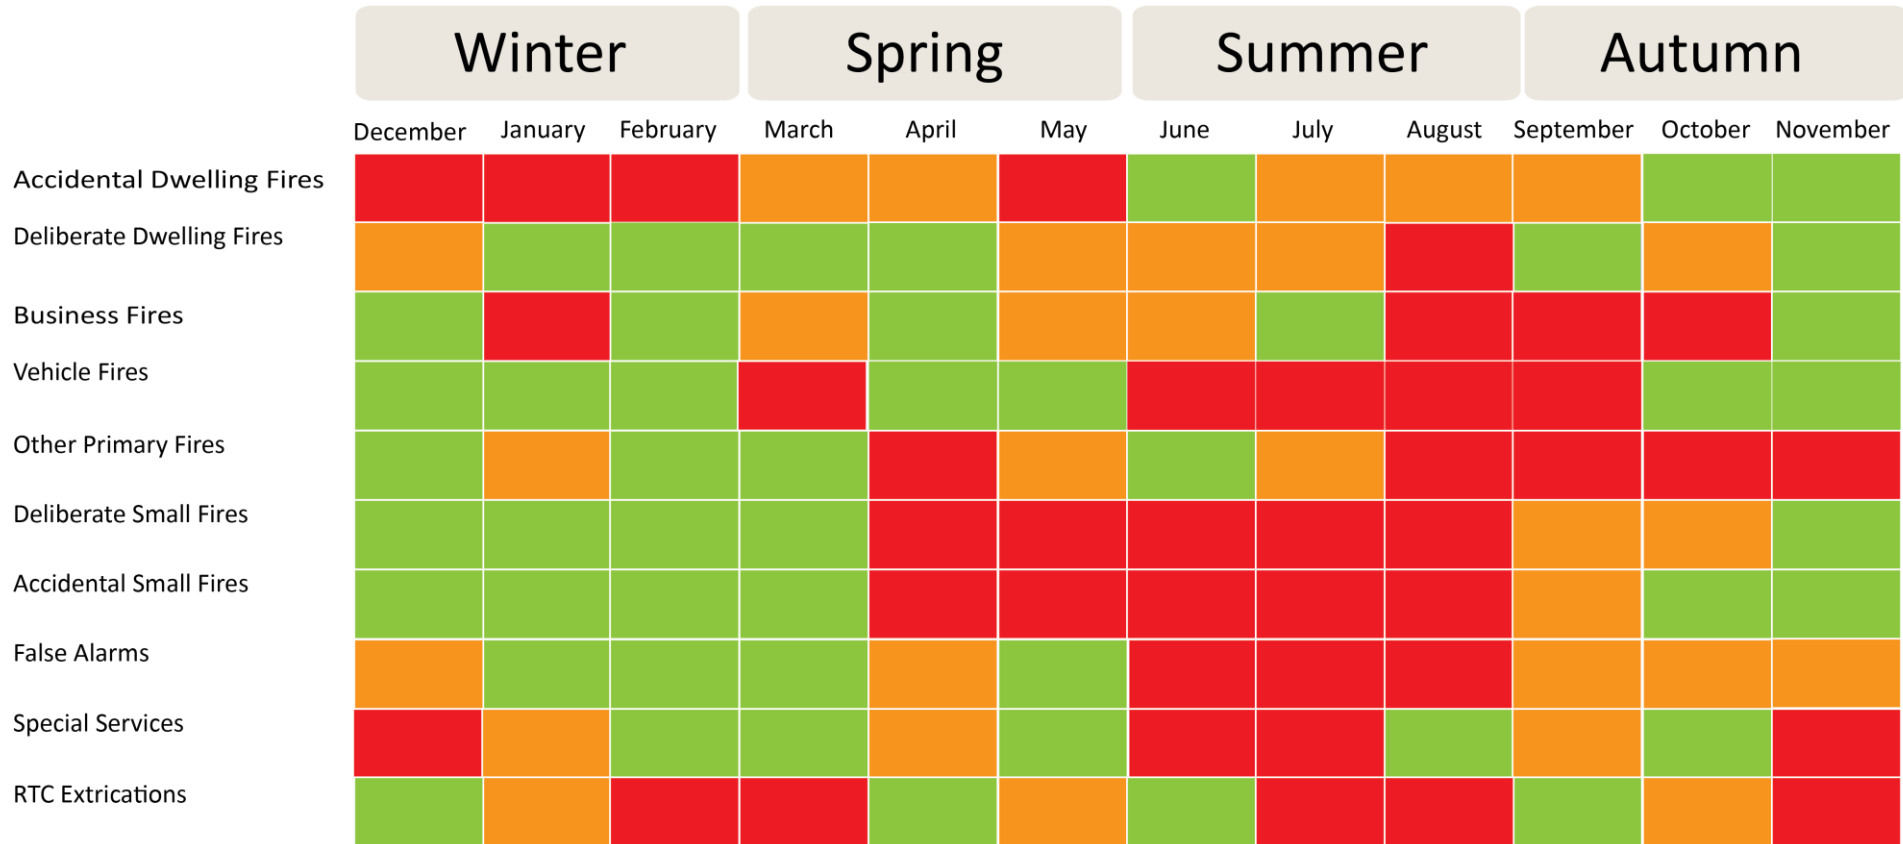 Winter Spring Summer Autumn
December January February March April May June July August September October November
Accidental Dwelling Fires
Deliberate Dwelling Fires
Business Fires
Vehicle Fires
Other Primary Fires
Deliberate Small Fires
Accidental Small Fires
False Alarms
Special Services
RTC Extrications